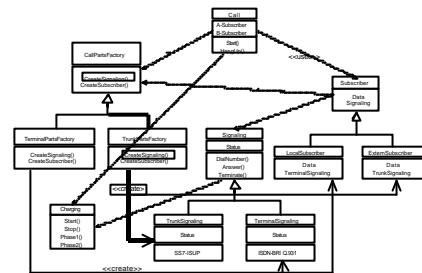 Call
A-Subscriber
B-Subscriber
Start()
HangUp()
CallPartsFactory
CreateSignaling()
CreateSubscriber()
<<uses>>
Subscriber
Data
Signaling
TerminalPartsFactory
CreateSignaling()
CreateSubscriber()
TrunkPartsFactory
CreateSignaling()
CreateSubscriber()
Signaling
Status
DialNumber()
Answer()
Terminate()
LocalSubscriber
Data
TerminalSignaling
ExternSubscriber
Data
TrunkSignaling
<<create>>
Charging
Start()
Stop()
Phase1()
Phase2()
TrunkSignaling
Status
SS7-ISUP
TerminalSignaling
Status
ISDN-BRI Q.931
<<create>>